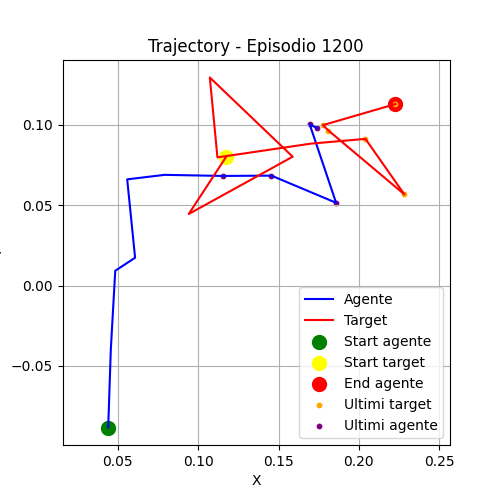 Trajectory - Episodio 1200
0.10
0.05
0.00
−0.05
0.05
0.10
0.15
0.20
0.25
X
Agente
Target
Start agente
Start target
End agente
Ultimi target
Ultimi agente